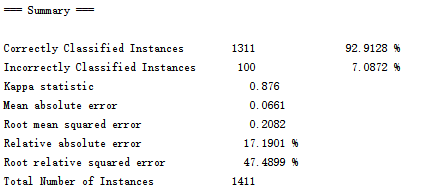 === Summary ===
Correctly Classified Instances 1311 92.9128 %
Incorrectly Classified Instances 100 7.0872 %
Kappa statistic 0.876
Mean absolute error 0.0661
Root mean squared error 0.2082
Relative absolute error 17.1901 %
Root relative squared error 47.4899 %
Total Number of Instances 1411